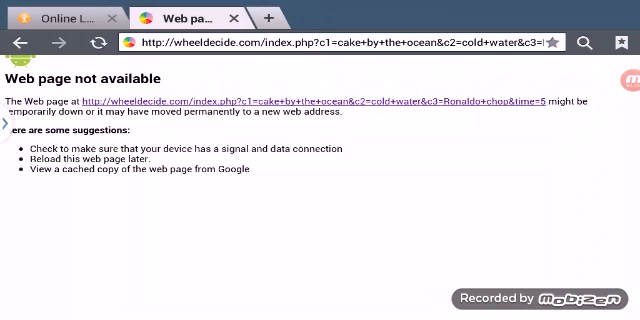 Online L...
Web pa...
http://wheeldecide.com/index.php?c1=cake+by+the+ocean&c2=cold+water&c3=
Web page not available
The Web page at http://wheeldecide.com/index.php?c1=cake+by+the+ocean&c2=cold+water&c3=Ronaldo+chop&time=5 might be
temporarily down or it may have moved permanently to a new web address.
Here are some suggestions:
Check to make sure that your device has a signal and data connection
Reload this web page later.
View a cached copy of the web page from Google
Recorded by mobizen